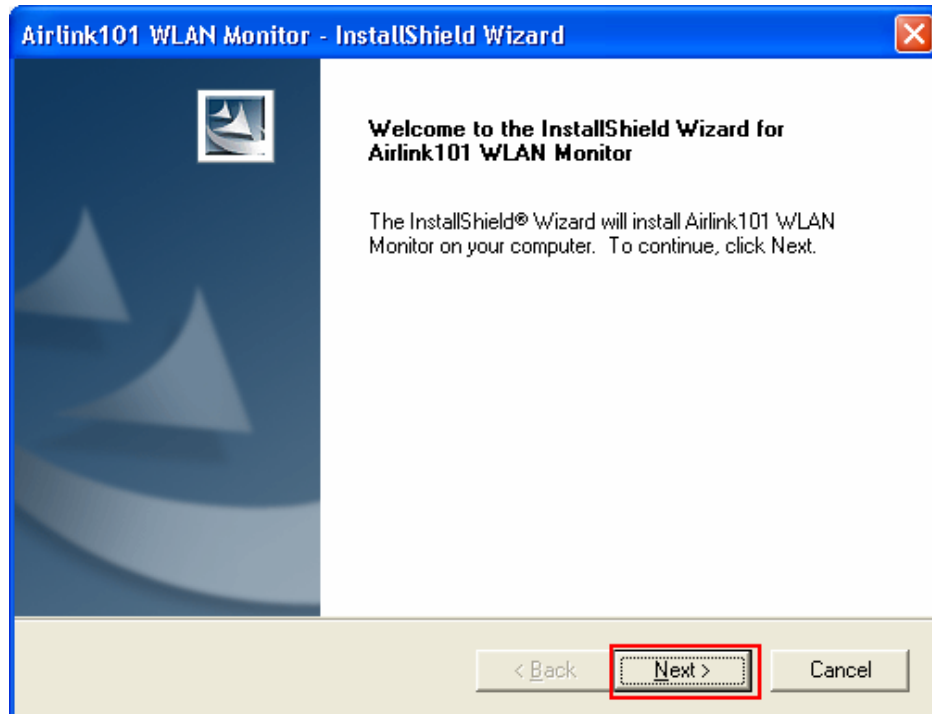 Airlink101 WLAN Monitor - InstallShield Wizard
Welcome to the InstallShield Wizard for
Airlink101 WLAN Monitor
The InstallShield® Wizard will install Airlink101 WLAN
Monitor on your computer.  To continue, click Next.
< Back
Next >
Cancel